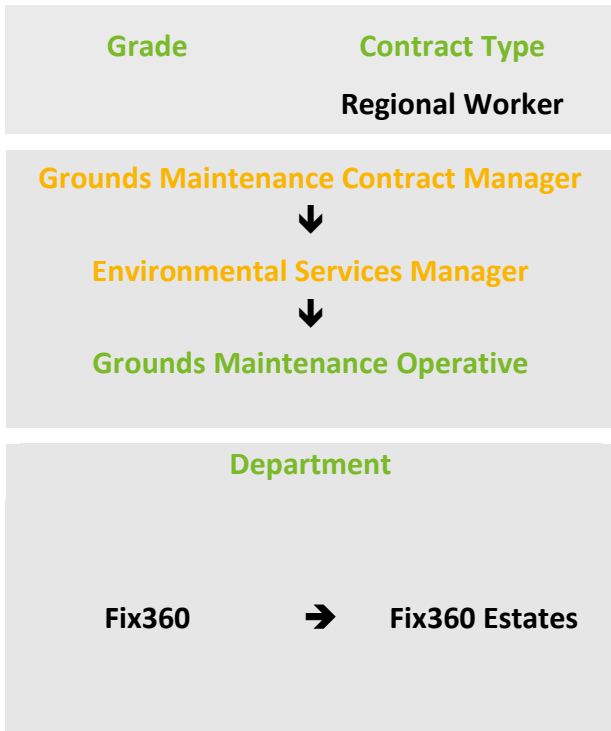 Grade Contract Type
Regional Worker
Grounds Maintenance Contract Manager
Environmental Services Manager
Grounds Maintenance Operative
Department
Fix360 Fix360 Estates